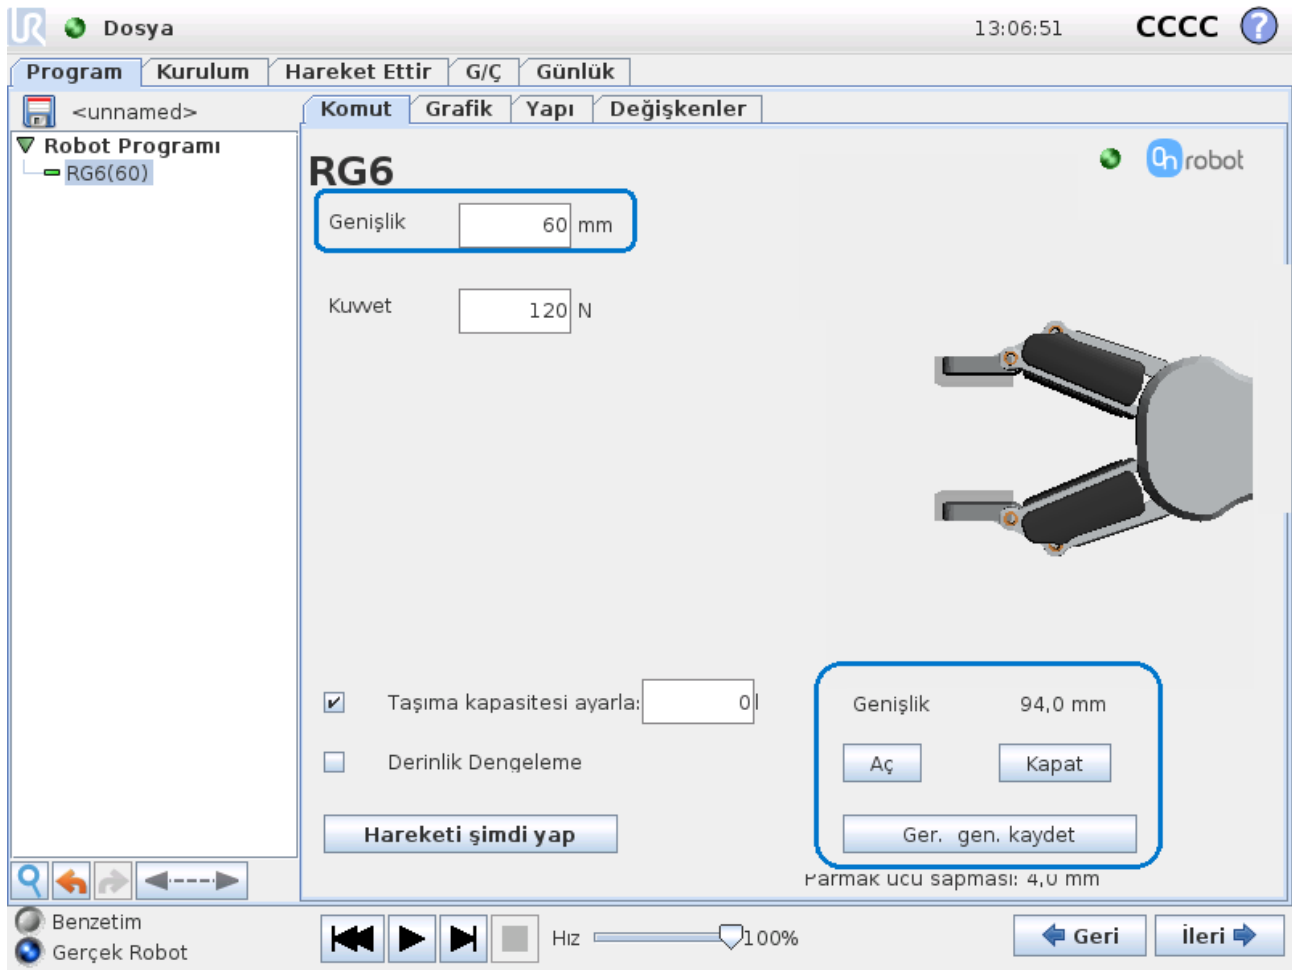 UR Dosya 13:06:51 CCCC ?
Program Kurulum Hareket Ettir G/Ç Günlük
<unnamed> Komut Grafik Yapı Değişkenler
Robot Programı
RG6(60)
RG6
On robot
Genişlik 60 mm
Kuvvet 120 N
Taşıma kapasitesi ayarla: 0
Genişlik 94,0 mm
Derinlik Dengeleme
Aç Kapat
Hareketi şimdi yap
Ger. gen. kaydet
Parmak ucu sapması: 4,0 mm
Benzetim
Gerçek Robot
Hız 100%
Geri İleri